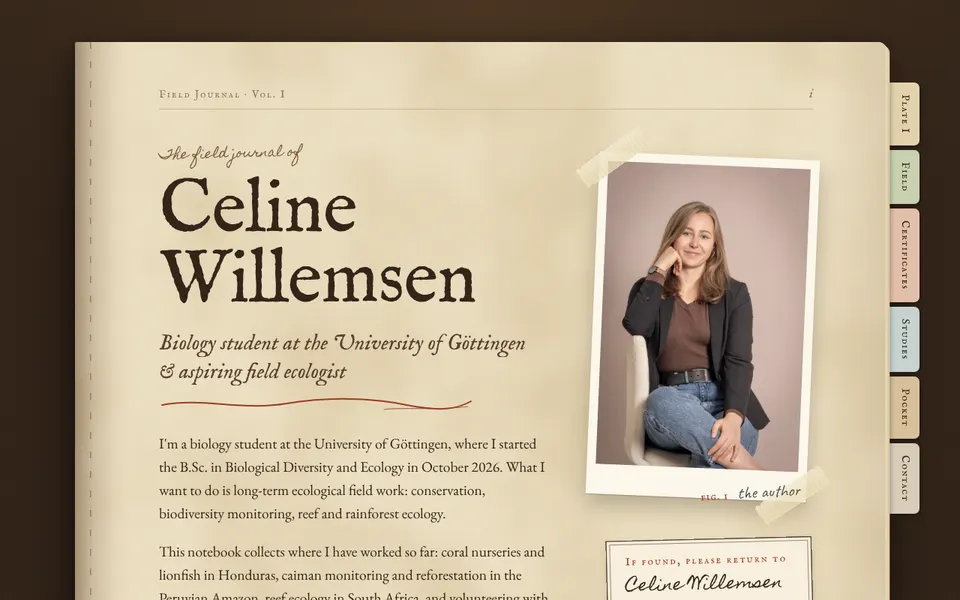 Field Journal · Vol. I
i
The field journal of
Celine
Willemsen
Biology student at the University of Göttingen
& aspiring field ecologist
I'm a biology student at the University of Göttingen, where I started
the B.Sc. in Biological Diversity and Ecology in October 2026. What I
want to do is long-term ecological field work: conservation,
biodiversity monitoring, reef and rainforest ecology.
This notebook collects where I have worked so far: coral nurseries and
lionfish in Honduras, caiman monitoring and reforestation in the
Peruvian Amazon, reef ecology in South Africa, and volunteering with
FIG. 1 the author
If found, please return to
Celine Willemsen
Plate I
Field
Certificates
Studies
Pocket
Contact